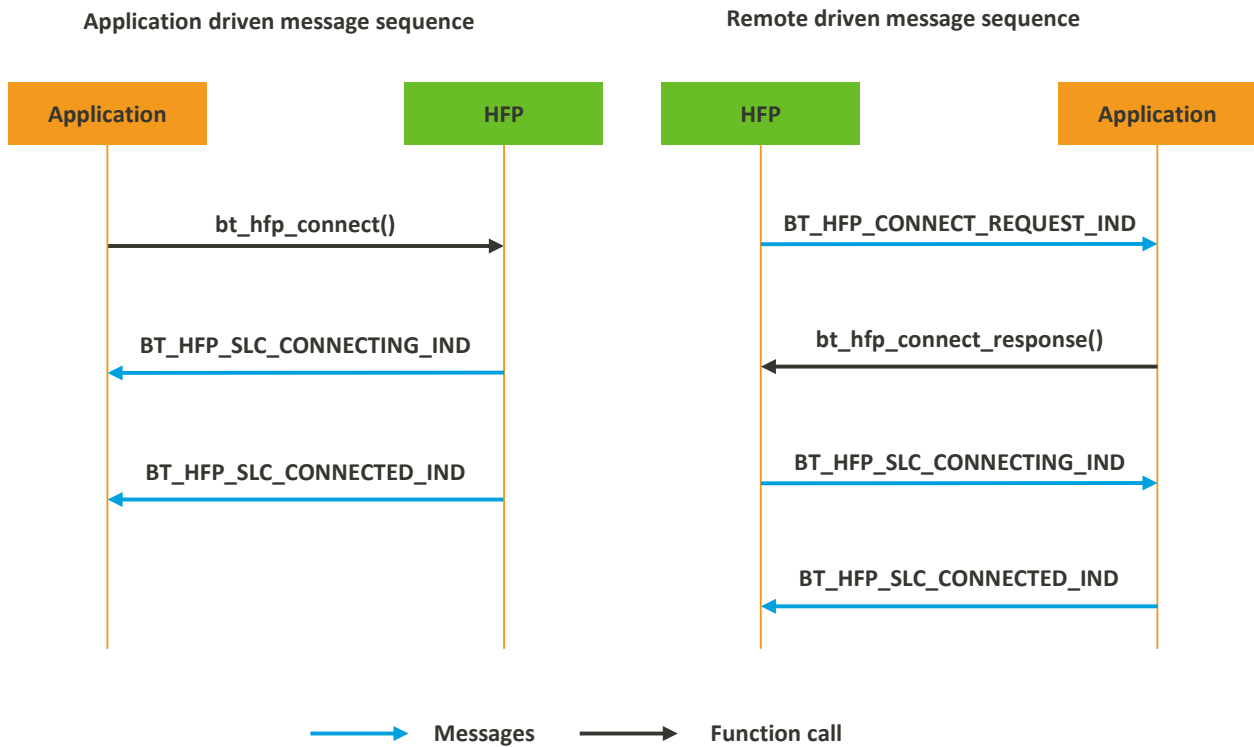 Application driven message sequence
Application
HFP
bt_hfp_connect()
BT_HFP_SLC_CONNECTING_IND
BT_HFP_SLC_CONNECTED_IND
Remote driven message sequence
HFP
Application
BT_HFP_CONNECT_REQUEST_IND
bt_hfp_connect_response()
BT_HFP_SLC_CONNECTING_IND
BT_HFP_SLC_CONNECTED_IND
Messages
Function call